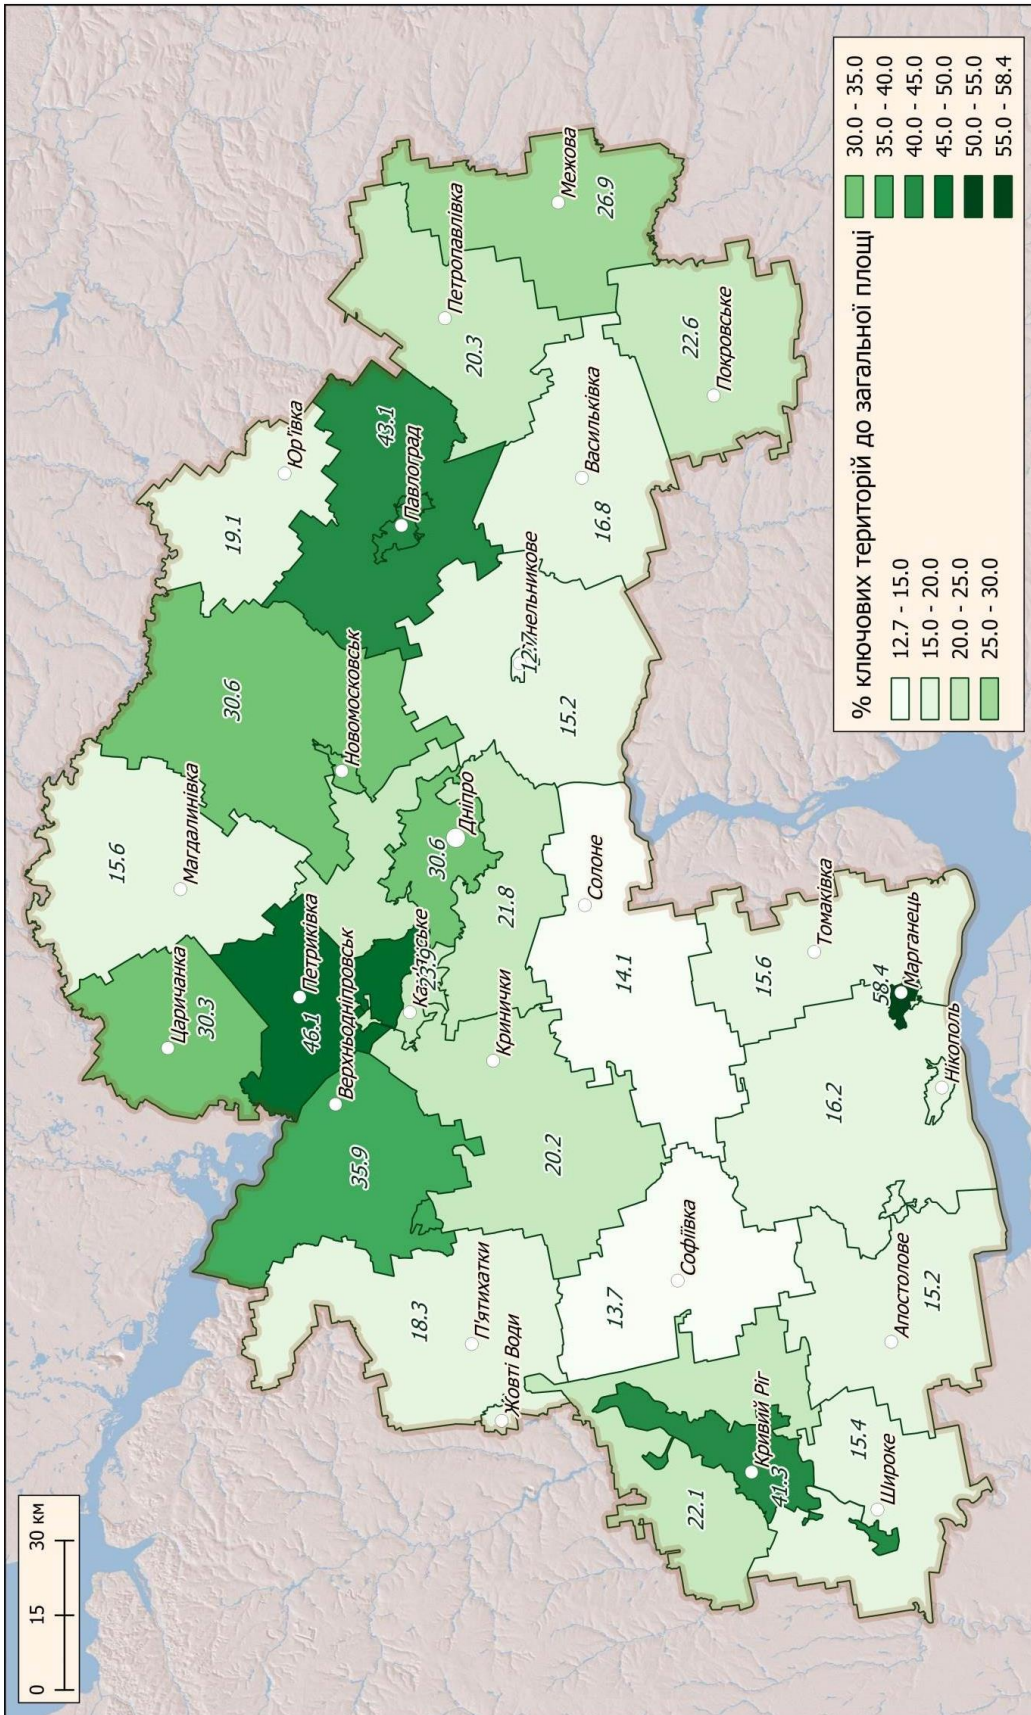 0 15 30 км
Царичанка
30.3
15.6
Магдалинівка
19.1
Юр'ївка
30.6
Новомосковськ
43.1
Павлоград
Петриківка
46.1
Верхньодніпровськ
35.9
Дніпро
30.6
21.8
Кринички
20.2
Петропавлівка
20.3
Межова
26.9
Васильківка
16.8
12.7
15.2
22.6
Покровське
18.3
П'ятихатки
Жовті Води
Солоне
14.1
13.7
Софіївка
Томаківка
15.6
58.4
Марганець
16.2
Нікополь
22.1
Кривий Ріг
41.3
15.4
Широке
Апостолове
15.2
% ключових територій до загальної площі
12.7 - 15.0
15.0 - 20.0
20.0 - 25.0
25.0 - 30.0
30.0 - 35.0
35.0 - 40.0
40.0 - 45.0
45.0 - 50.0
50.0 - 55.0
55.0 - 58.4